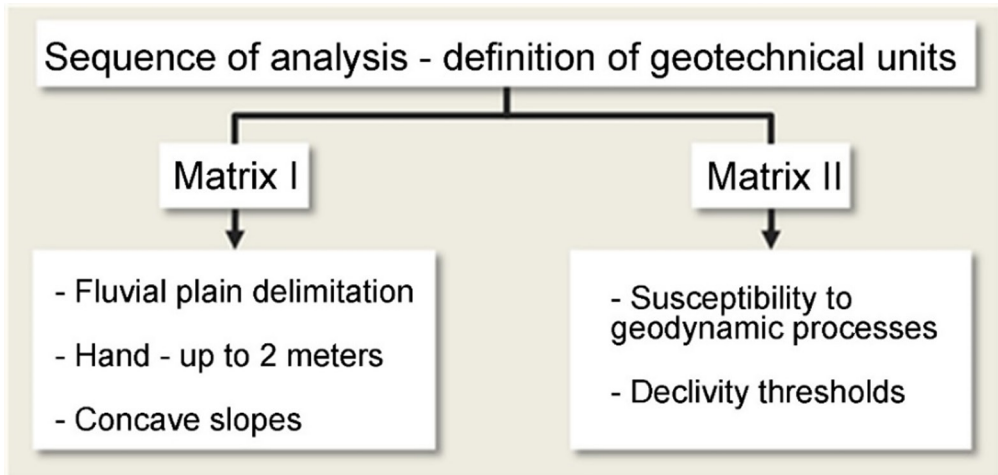 Sequence of analysis - definition of geotechnical units
Matrix I
Matrix II
- Fluvial plain delimitation
- Hand - up to 2 meters
- Concave slopes
- Susceptibility to
geodynamic processes
- Declivity thresholds